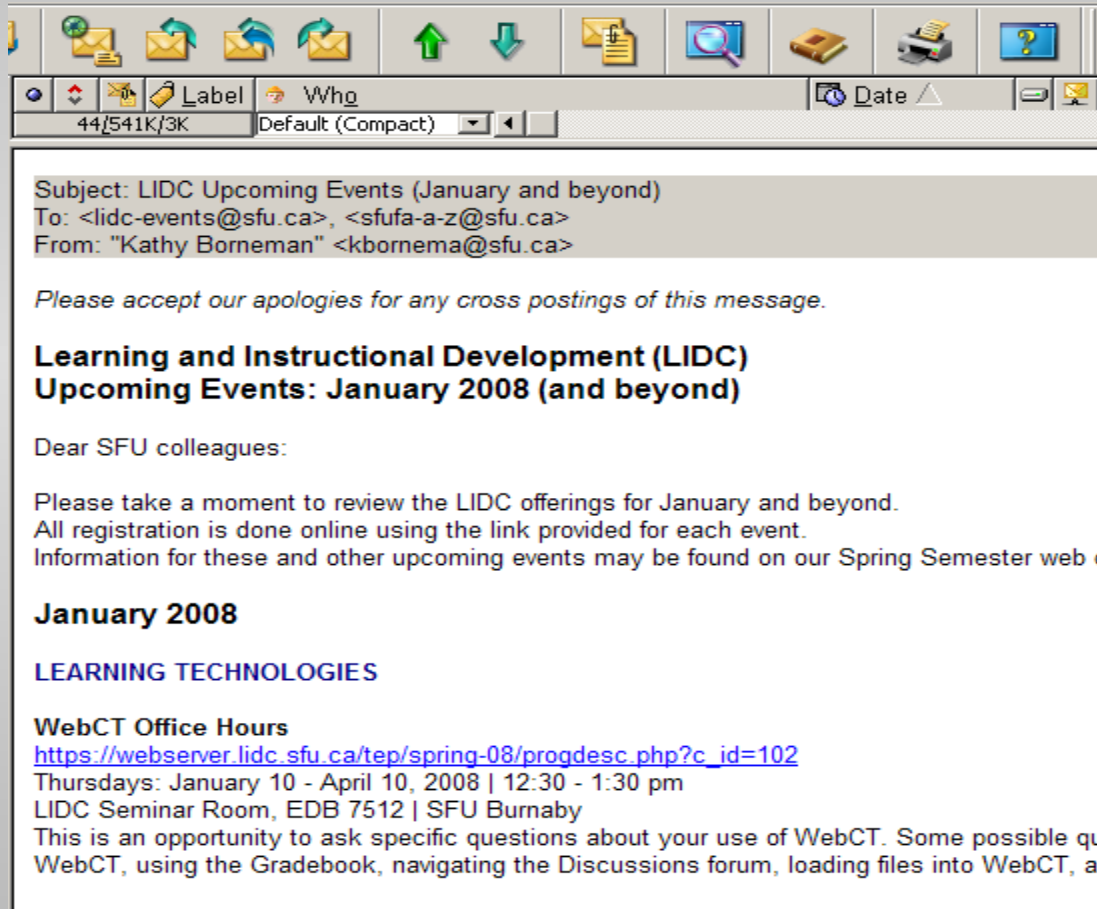 Label Who Date
44/541K/3K Default (Compact)
Subject: LIDC Upcoming Events (January and beyond)
To: <lidc-events@sfu.ca>, <sfufa-a-z@sfu.ca>
From: "Kathy Borneman" <kbornema@sfu.ca>
Please accept our apologies for any cross postings of this message.
Learning and Instructional Development (LIDC)
Upcoming Events: January 2008 (and beyond)
Dear SFU colleagues:
Please take a moment to review the LIDC offerings for January and beyond.
All registration is done online using the link provided for each event.
Information for these and other upcoming events may be found on our Spring Semester web
January 2008
LEARNING TECHNOLOGIES
WebCT Office Hours
https://webserver.lidc.sfu.ca/tep/spring-08/progdesc.php?c_id=102
Thursdays: January 10 - April 10, 2008 | 12:30 - 1:30 pm
LIDC Seminar Room, EDB 7512 | SFU Burnaby
This is an opportunity to ask specific questions about your use of WebCT. Some possible
WebCT, using the Gradebook, navigating the Discussions forum, loading files into WebCT,